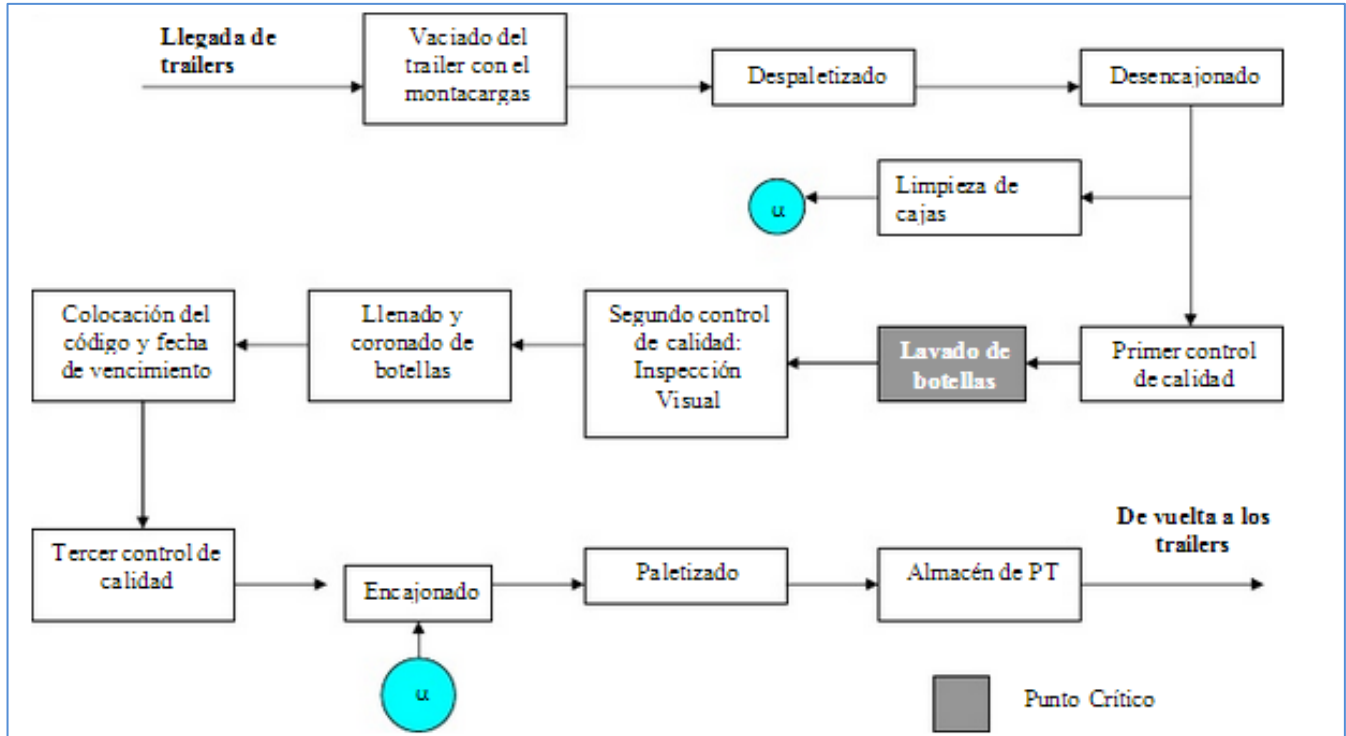 Llegada de
trailers
Vaciado del
trailer con el
montacargas
Despaletizado
Desencajonado
Limpieza de
cajas
α
Colocación del
código y fecha
de vencimiento
Llenado y
coronado de
botellas
Segundo control
de calidad:
Inspección
Visual
Lavado de
botellas
Primer control
de calidad
Tercer control de
calidad
Encajonado
Paletizado
Almacén de PT
De vuelta a los
trailers
α
Punto Crítico